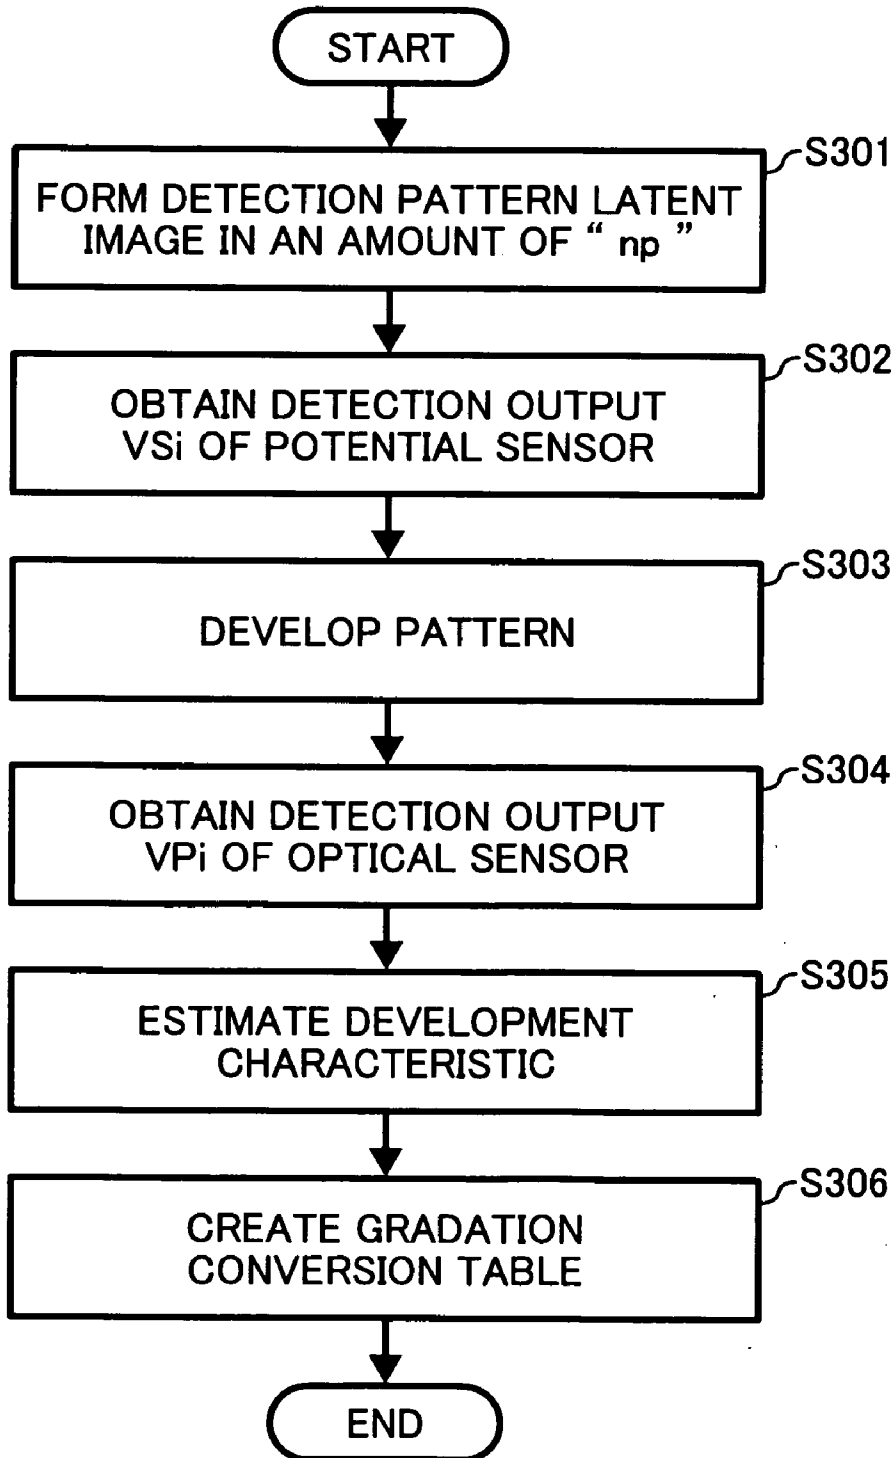 START
S301
FORM DETECTION PATTERN LATENT
IMAGE IN AN AMOUNT OF “ np ”
S302
OBTAIN DETECTION OUTPUT
VSi OF POTENTIAL SENSOR
S303
DEVELOP PATTERN
S304
OBTAIN DETECTION OUTPUT
VPi OF OPTICAL SENSOR
S305
ESTIMATE DEVELOPMENT
CHARACTERISTIC
S306
CREATE GRADATION
CONVERSION TABLE
END